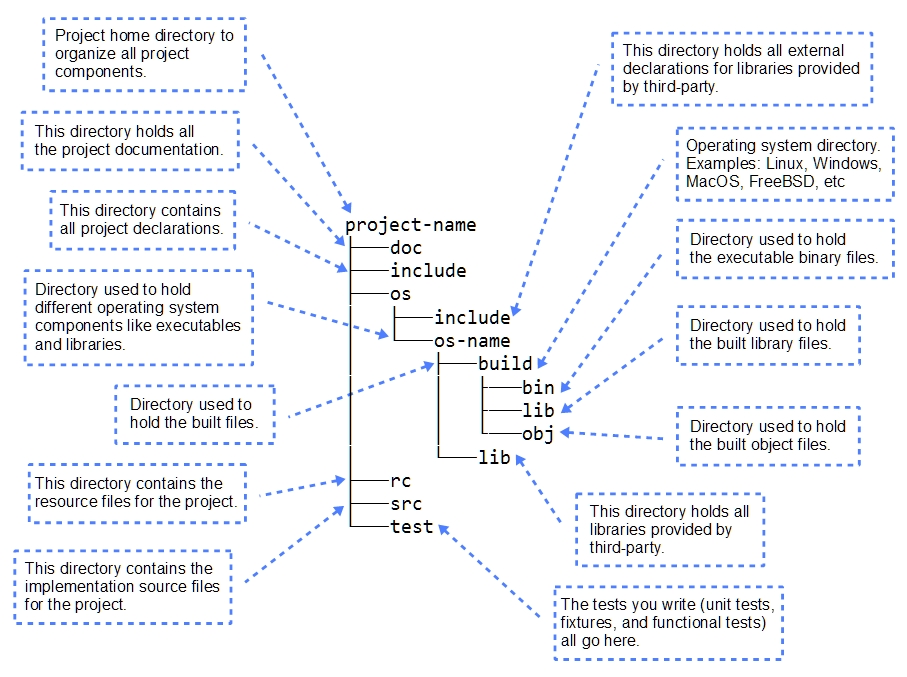 Project home directory to
organize all project
components.
This directory holds all
the project documentation.
This directory contains
all project declarations.
Directory used to hold
different operating system
components like executables
and libraries.
Directory used to
hold the built files.
This directory contains the
resource files for the project.
This directory contains the
implementation source files
for the project.
project-name
doc
include
os
include
os-name
build
bin
lib
obj
lib
rc
src
test
This directory holds all external
declarations for libraries provided
by third-party.
Operating system directory.
Examples: Linux, Windows,
MacOS, FreeBSD, etc
Directory used to hold
the executable binary files.
Directory used to hold
the built library files.
Directory used to hold
the built object files.
This directory holds all
libraries provided by
third-party.
The tests you write (unit tests,
fixtures, and functional tests)
all go here.